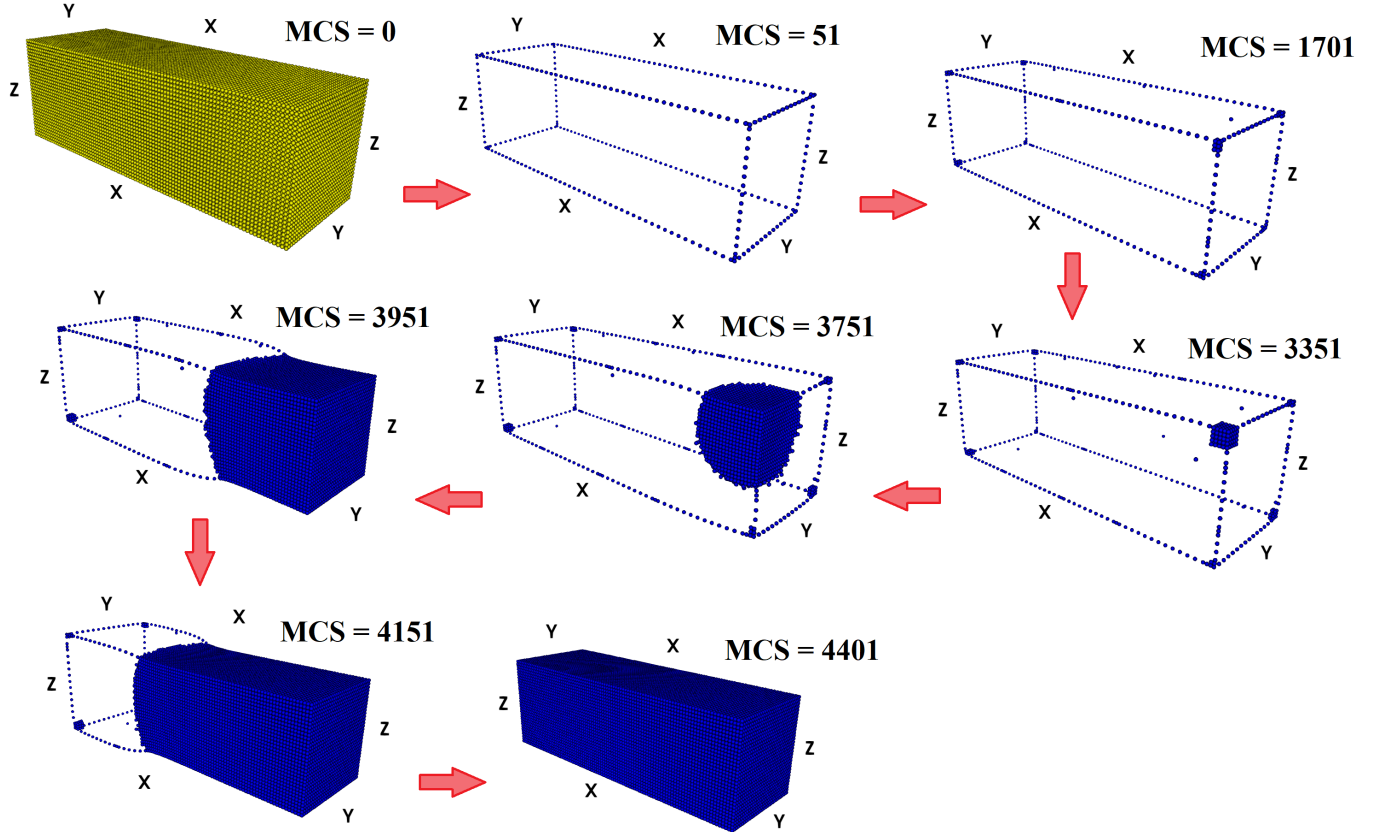 Y
X
MCS = 0
Z
Z
X
Y
Y
X
MCS = 51
Z
Z
X
Y
Y
X
MCS = 1701
Z
Z
X
Y
Y
X
MCS = 3351
Z
Z
X
Y
Y
X
MCS = 3751
Z
Z
X
Y
Y
X
MCS = 3951
Z
Z
X
Y
Y
X
MCS = 4151
Z
Z
X
Y
Y
X
MCS = 4401
Z
Z
X
Y